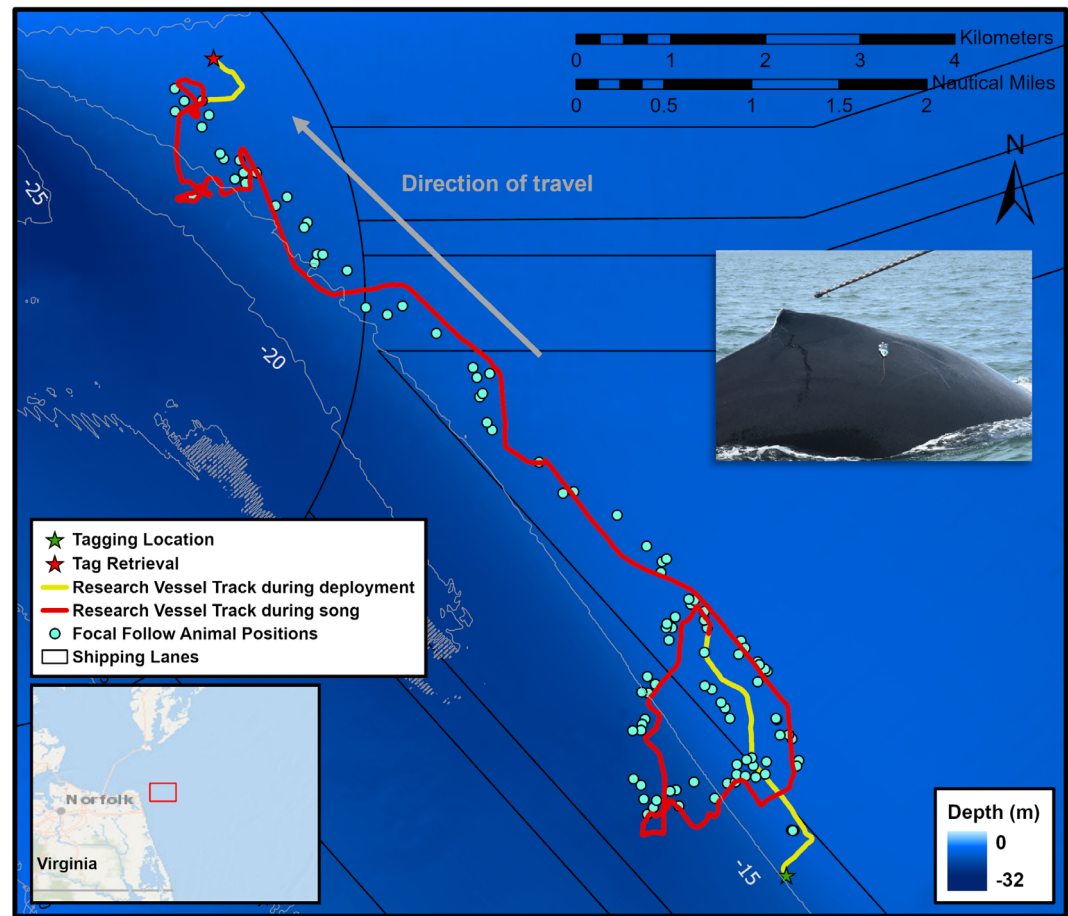 Kilometers
0 1 2 3 4
Nautical Miles
0 0.5 1 1.5 2
N
Direction of travel
-25
-20
-15
Tagging Location
Tag Retrieval
Research Vessel Track during deployment
Research Vessel Track during song
Focal Follow Animal Positions
Shipping Lanes
Norfolk
Virginia
Depth (m)
0
-32